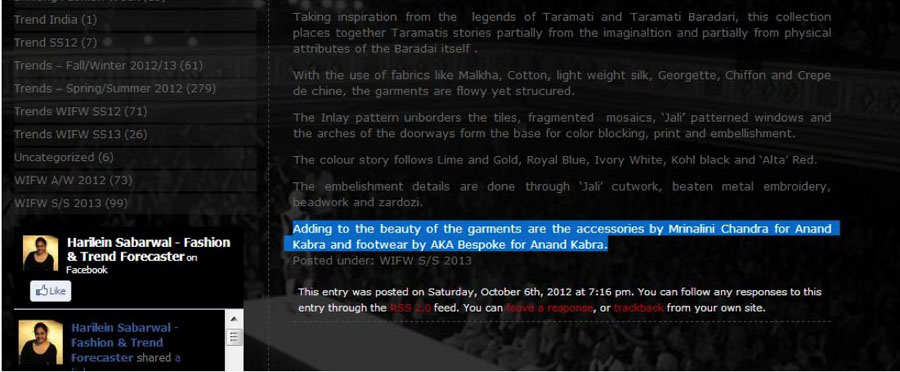 Trend India (1)
Trend SS12 (7)
Trends – Fall/Winter 2012/13 (61)
Trends – Spring/Summer 2012 (279)
Trends WIFW SS12 (71)
Trends WIFW SS13 (26)
Uncategorized (6)
WIFW A/W 2012 (73)
WIFW S/S 2013 (99)
Harilein Sabarwal - Fashion
& Trend Forecaster on
Facebook
Like
Harilein Sabarwal -
Fashion & Trend
Forecaster shared a
Taking inspiration from the legends of Taramati and Taramati Baradari, this collection
places together Taramatis stories partially from the imaginaltion and partially from physical
attributes of the Baradai itself .
With the use of fabrics like Malkha, Cotton, light weight silk, Georgette, Chiffon and Crepe
de chine, the garments are flowy yet strucured.
The Inlay pattern unborders the tiles, fragmented mosaics, ‘Jali’ patterned windows and
the arches of the doorways form the base for color blocking, print and embellishment.
The colour story follows Lime and Gold, Royal Blue, Ivory White, Kohl black and ‘Alta’ Red.
The embelishment details are done through ‘Jali’ cutwork, beaten metal embroidery,
beadwork and zardozi.
Adding to the beauty of the garments are the accessories by Mrinalini Chandra for Anand
Kabra and footwear by AKA Bespoke for Anand Kabra.
Posted under: WIFW S/S 2013
This entry was posted on Saturday, October 6th, 2012 at 7:16 pm. You can follow any responses to this
entry through the RSS 2.0 feed. You can leave a response, or trackback from your own site.